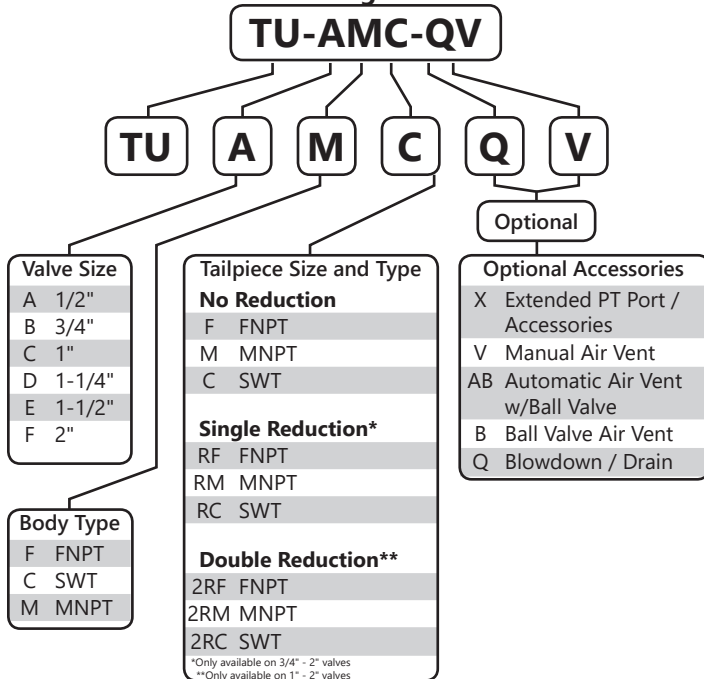 TU-AMC-QV
TU A M C Q V
Optional
Valve Size
A 1/2"
B 3/4"
C 1"
D 1-1/4"
E 1-1/2"
F 2"
Body Type
F FNPT
C SWT
M MNPT
Tailpiece Size and Type
No Reduction
F FNPT
M MNPT
C SWT
Single Reduction*
RF FNPT
RM MNPT
RC SWT
Double Reduction**
2RF FNPT
2RM MNPT
2RC SWT
*Only available on 3/4" - 2" valves
**Only available on 1" - 2" valves
Optional Accessories
X Extended PT Port /
Accessories
V Manual Air Vent
AB Automatic Air Vent
w/Ball Valve
B Ball Valve Air Vent
Q Blowdown / Drain